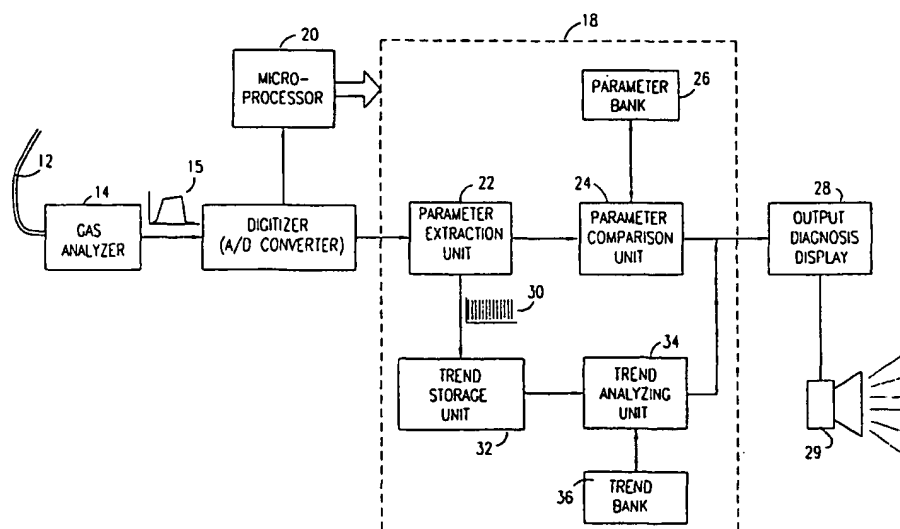 18
20
MICRO-
PROCESSOR
PARAMETER
BANK
26
12
14
GAS
ANALYZER
15
DIGITIZER
(A/D CONVERTER)
22
PARAMETER
EXTRACTION
UNIT
24
PARAMETER
COMPARISON
UNIT
28
OUTPUT
DIAGNOSIS
DISPLAY
30
TREND
STORAGE
UNIT
32
34
TREND
ANALYZING
UNIT
29
36
TREND
BANK